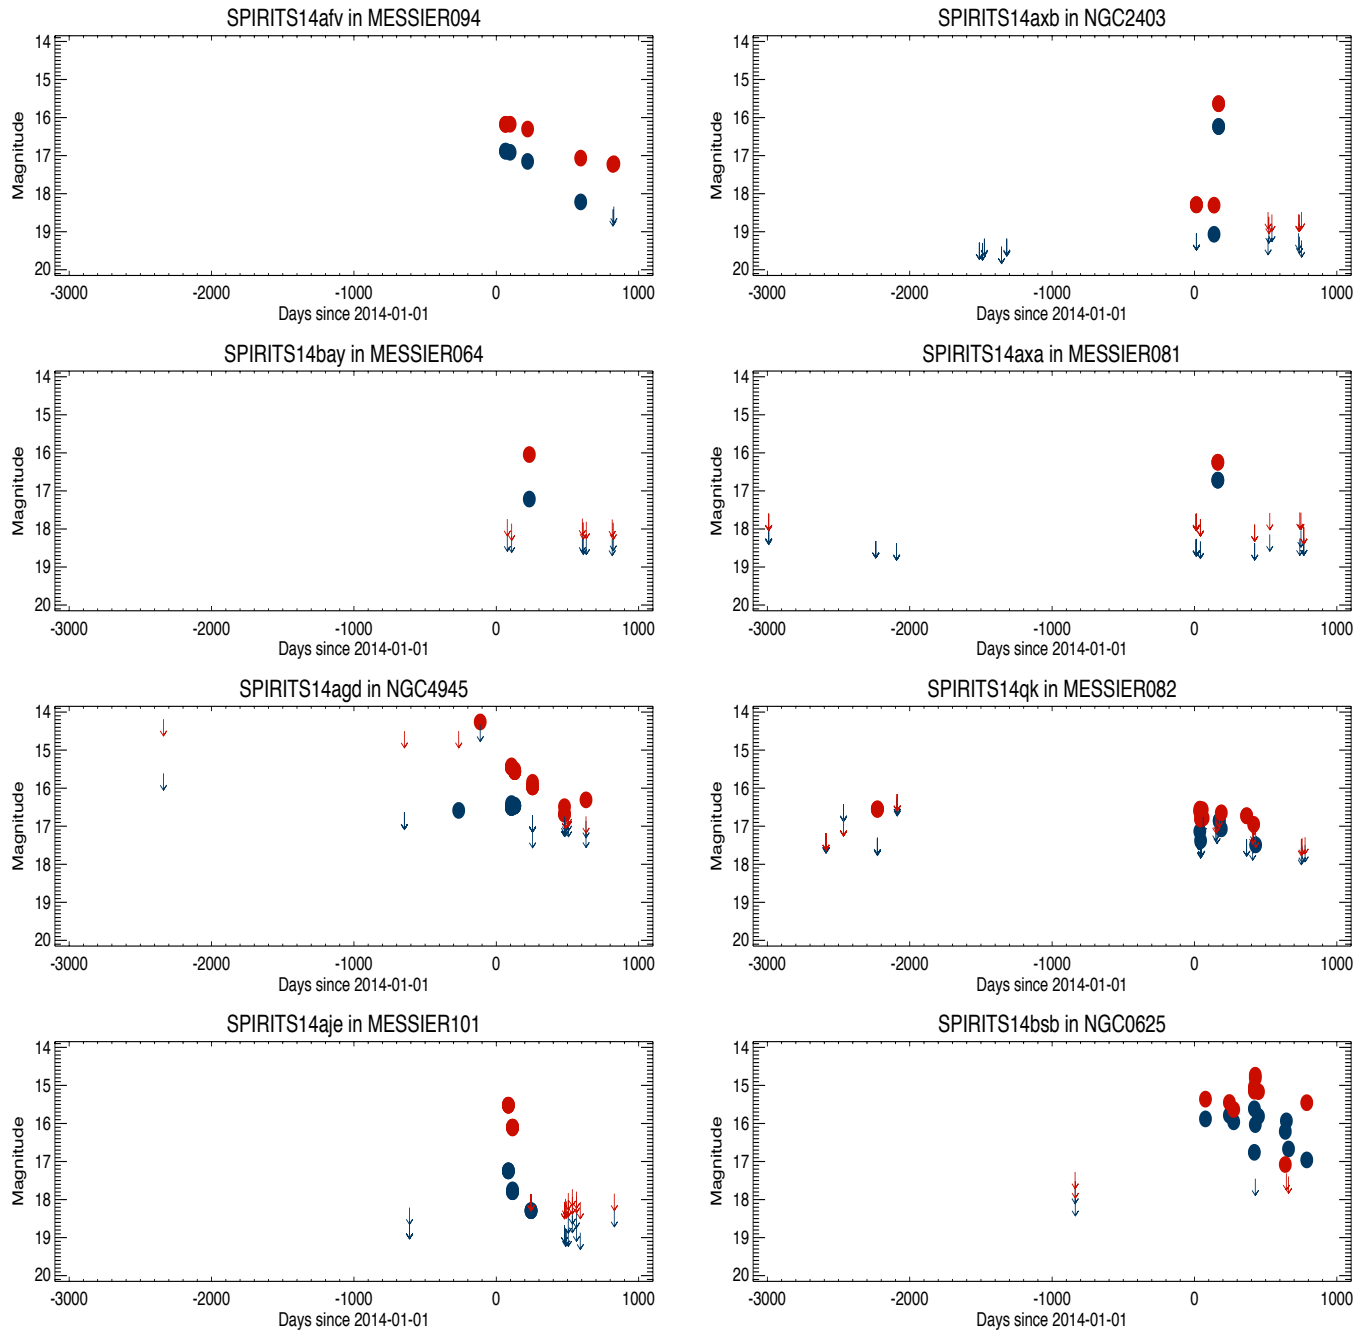 SPIRITS14afv in MESSIER094
14
15
16
17
18
19
20
Magnitude
-3000 -2000 -1000 0 1000
Days since 2014-01-01
SPIRITS14axb in NGC2403
14
15
16
17
18
19
20
Magnitude
-3000 -2000 -1000 0 1000
Days since 2014-01-01
SPIRITS14bay in MESSIER064
14
15
16
17
18
19
20
Magnitude
-3000 -2000 -1000 0 1000
Days since 2014-01-01
SPIRITS14axa in MESSIER081
14
15
16
17
18
19
20
Magnitude
-3000 -2000 -1000 0 1000
Days since 2014-01-01
SPIRITS14agd in NGC4945
14
15
16
17
18
19
20
Magnitude
-3000 -2000 -1000 0 1000
Days since 2014-01-01
SPIRITS14qk in MESSIER082
14
15
16
17
18
19
20
Magnitude
-3000 -2000 -1000 0 1000
Days since 2014-01-01
SPIRITS14aje in MESSIER101
14
15
16
17
18
19
20
Magnitude
-3000 -2000 -1000 0 1000
Days since 2014-01-01
SPIRITS14bsb in NGC0625
14
15
16
17
18
19
20
Magnitude
-3000 -2000 -1000 0 1000
Days since 2014-01-01